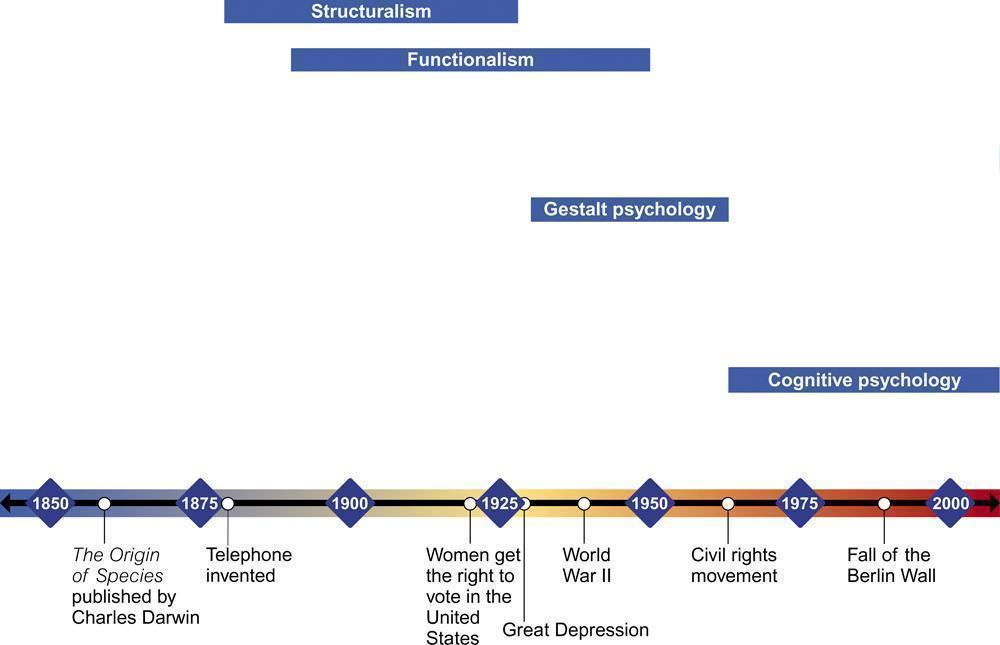 Structuralism
Functionalism
Gestalt psychology
Cognitive psychology
1850
1875
1900
1925
1950
1975
2000
The Origin
of Species
published by
Charles Darwin
Telephone
invented
Women get
the right to
vote in the
United
States
Great Depression
World
War II
Civil rights
movement
Fall of the
Berlin Wall